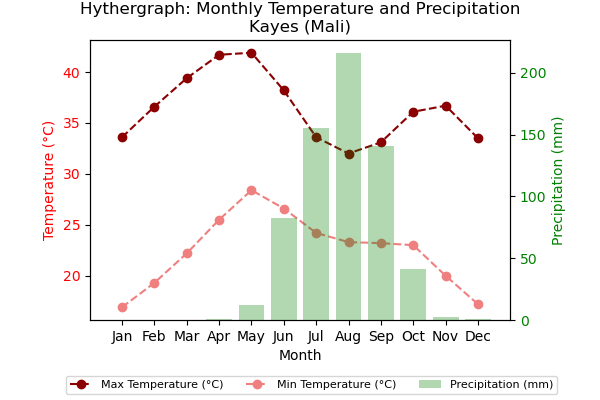 Hythergraph: Monthly Temperature and Precipitation
Kayes (Mali)
Temperature (°C)
40
35
30
25
20
Precipitation (mm)
200
150
100
50
0
Jan Feb Mar Apr May Jun Jul Aug Sep Oct Nov Dec
Month
Max Temperature (°C) Min Temperature (°C) Precipitation (mm)